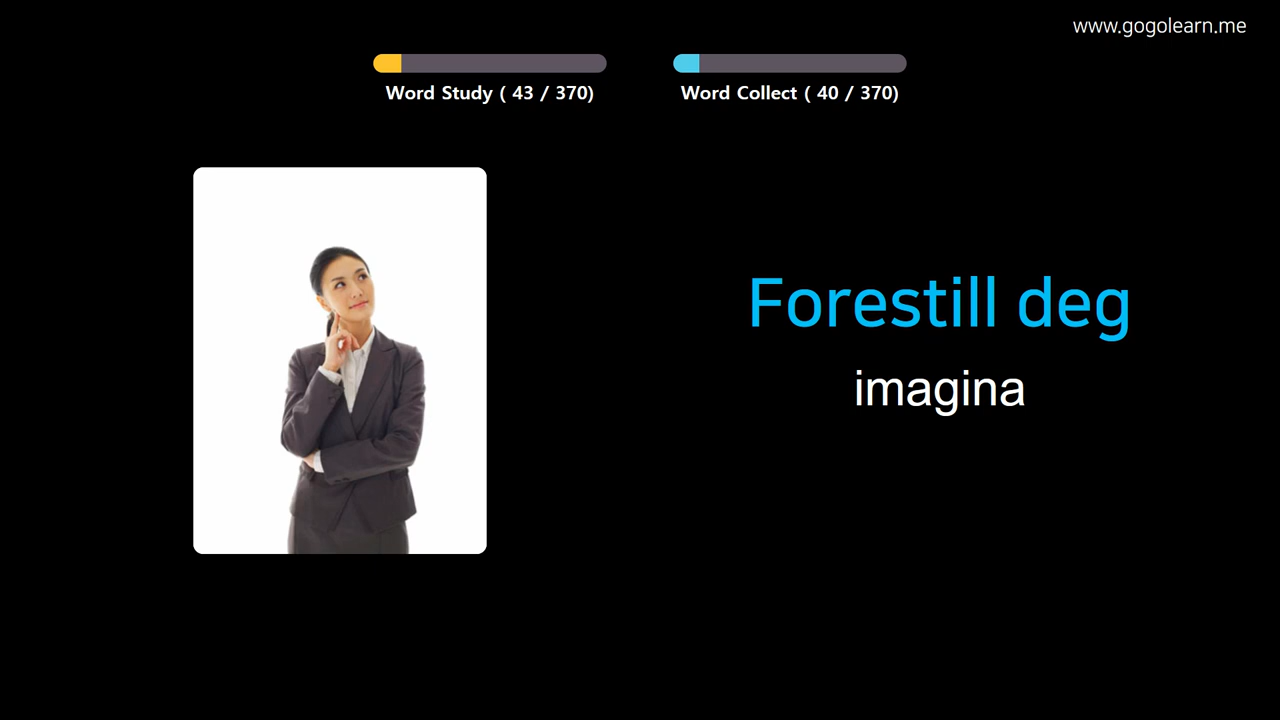 www.gogolearn.me
Word Study ( 43 / 370)
Word Collect ( 40 / 370)
Forestill deg
imagina